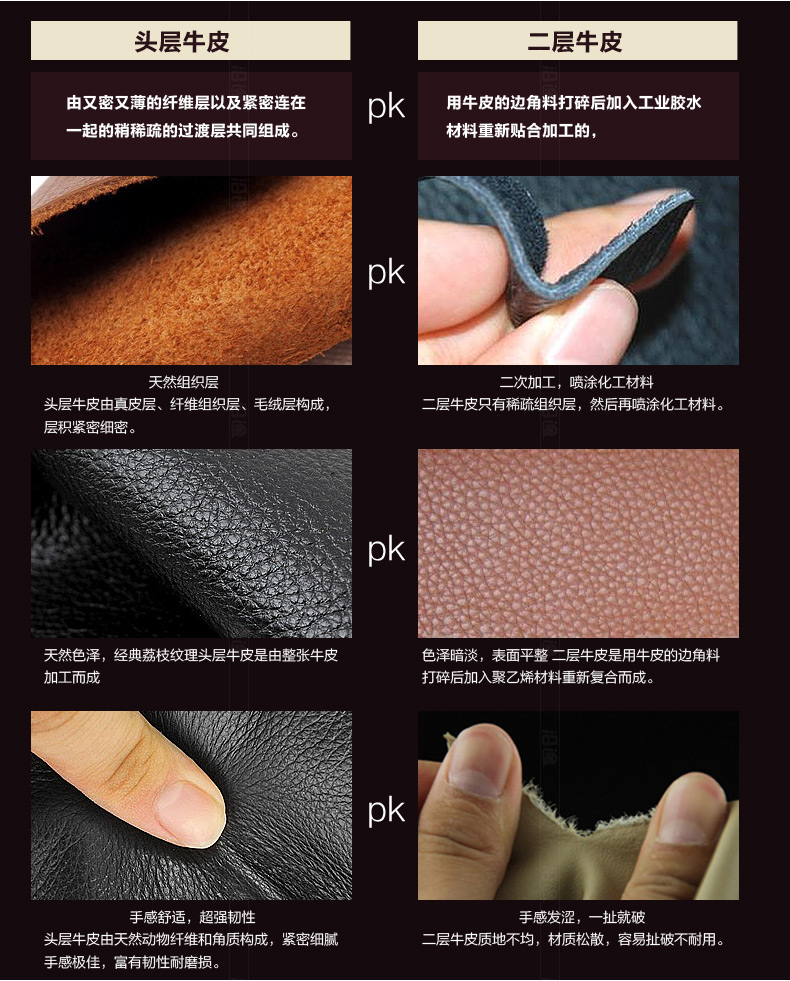 头层牛皮
二层牛皮
由又密又薄的纤维层以及紧密连在
一起的稍稀疏的过渡层共同组成。
pk
用牛皮的边角料打碎后加入工业胶水
材料重新贴合加工的，
pk
天然组织层
头层牛皮由真皮层、纤维组织层、毛绒层构成，
层积紧密细密。
二次加工，喷涂化工材料
二层牛皮只有稀疏组织层，然后再喷涂化工材料。
pk
天然色泽，经典荔枝纹理头层牛皮是由整张牛皮
加工而成
色泽暗淡，表面平整 二层牛皮是用牛皮的边角料
打碎后加入聚乙烯材料重新复合而成。
pk
手感舒适，超强韧性
头层牛皮由天然动物纤维和角质构成，紧密细腻
手感极佳，富有韧性耐磨损。
手感发涩，一扯就破
二层牛皮质地不均，材质松散，容易扯破不耐用。